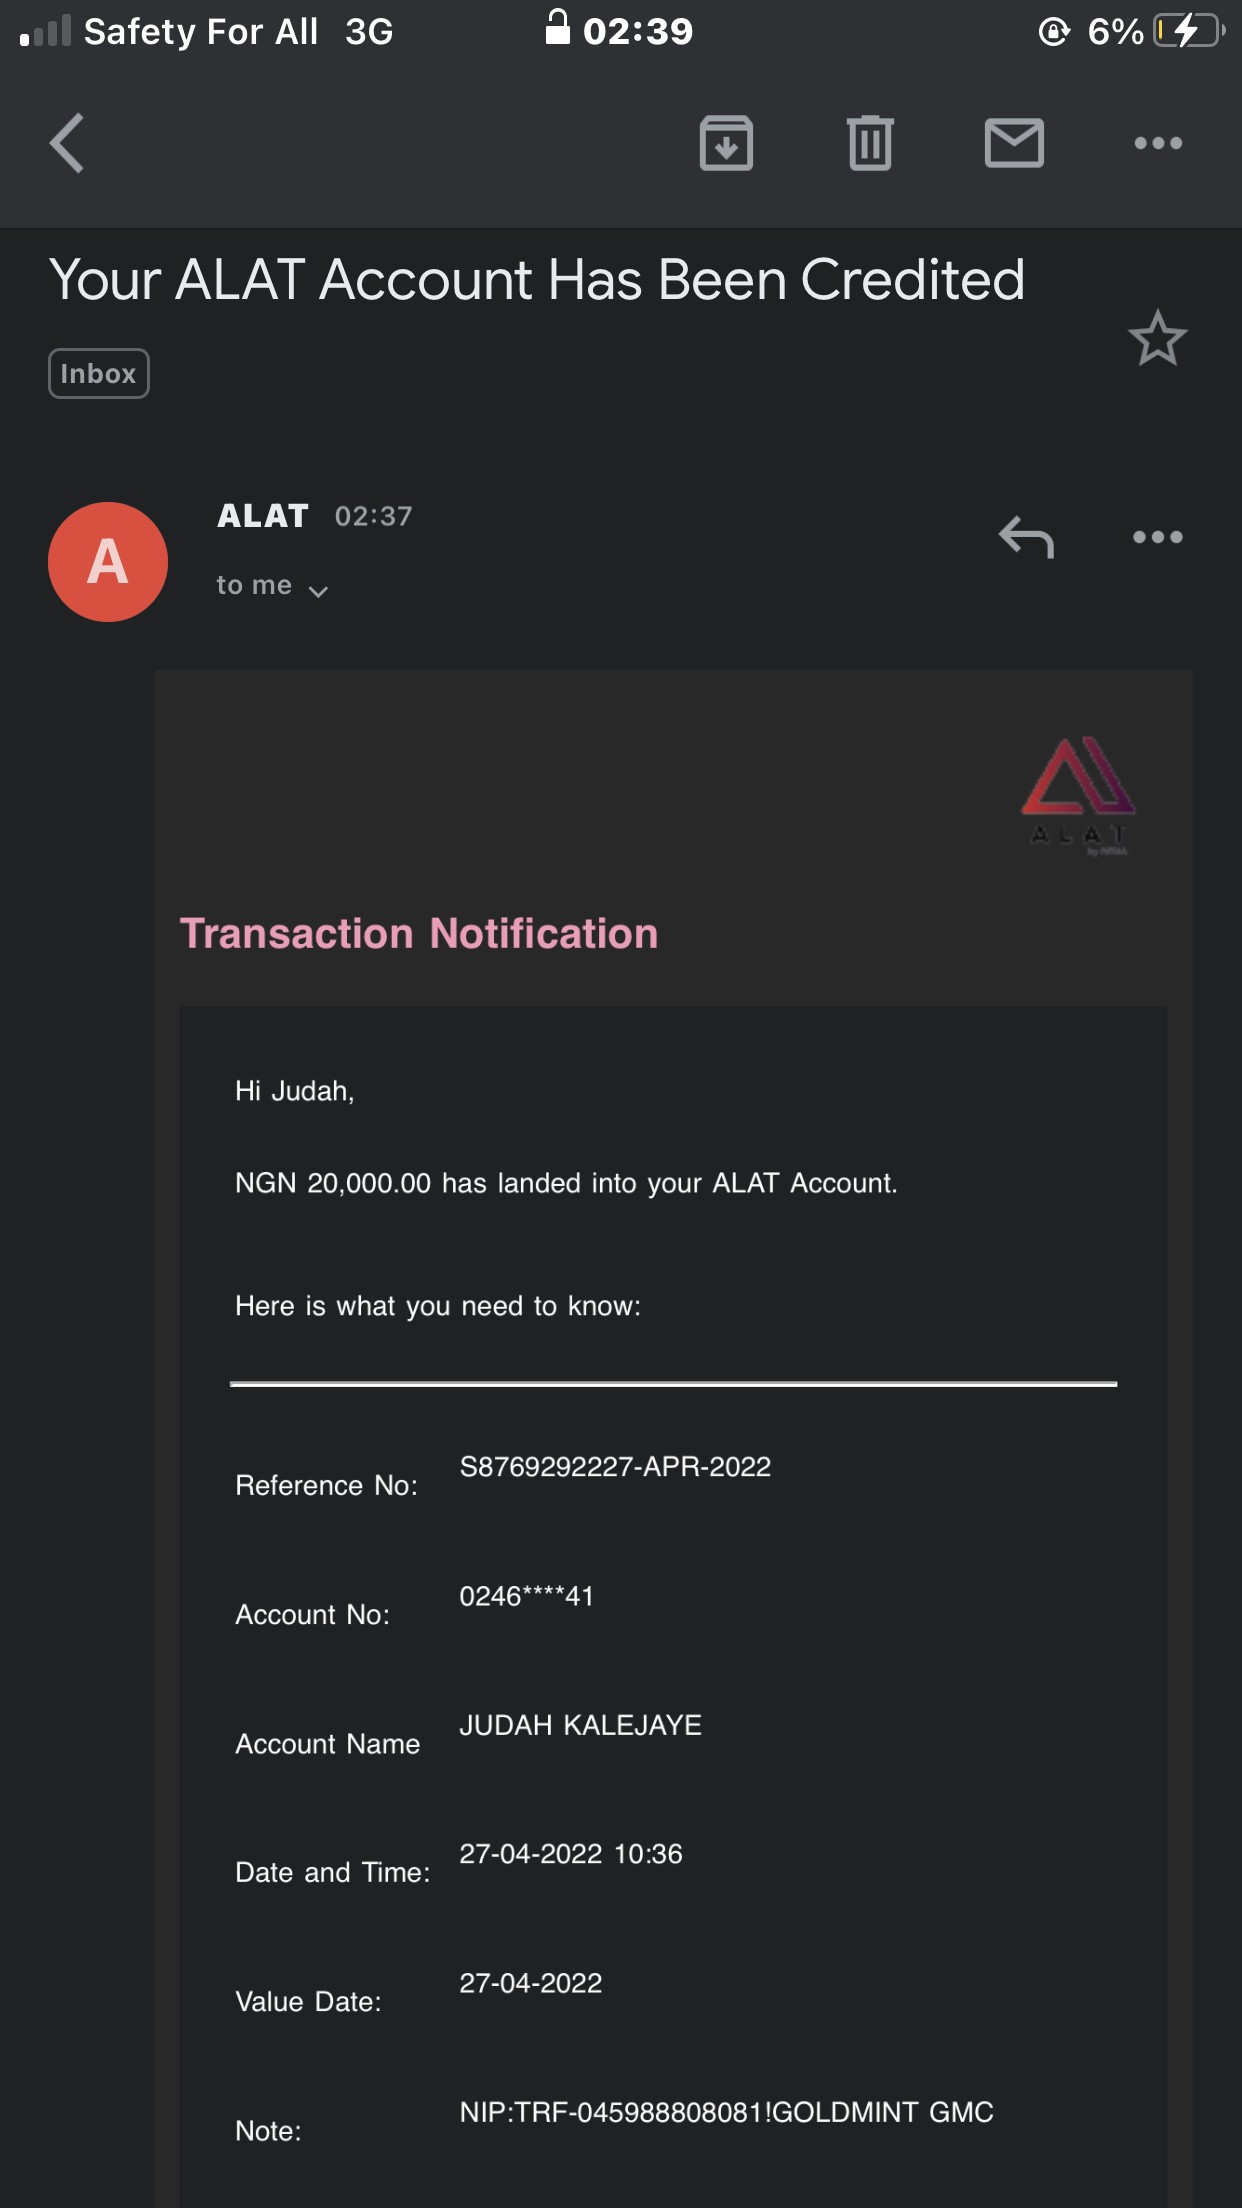 Safety For All 3G 02:39 6%
Your ALAT Account Has Been Credited
Inbox
A
ALAT 02:37
to me
ALAT
Transaction Notification
Hi Judah,
NGN 20,000.00 has landed into your ALAT Account.
Here is what you need to know:
Reference No: S8769292227-APR-2022
Account No: 0246****41
Account Name JUDAH KALEJAYE
Date and Time: 27-04-2022 10:36
Value Date: 27-04-2022
Note: NIP:TRF-045988808081!GOLDMINT GMC